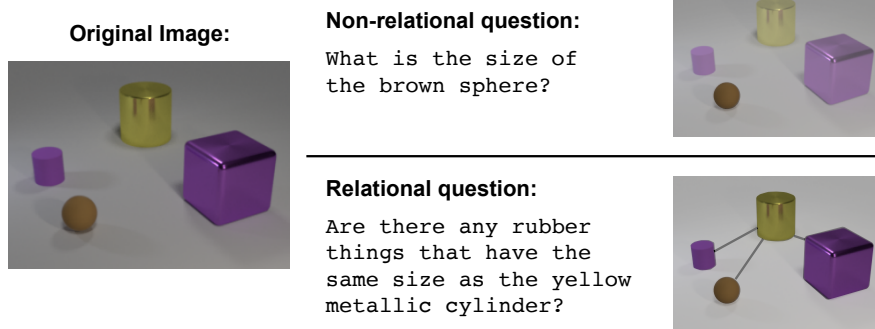 Original Image:
Non-relational question:
What is the size of
the brown sphere?
Relational question:
Are there any rubber
things that have the
same size as the yellow
metallic cylinder?